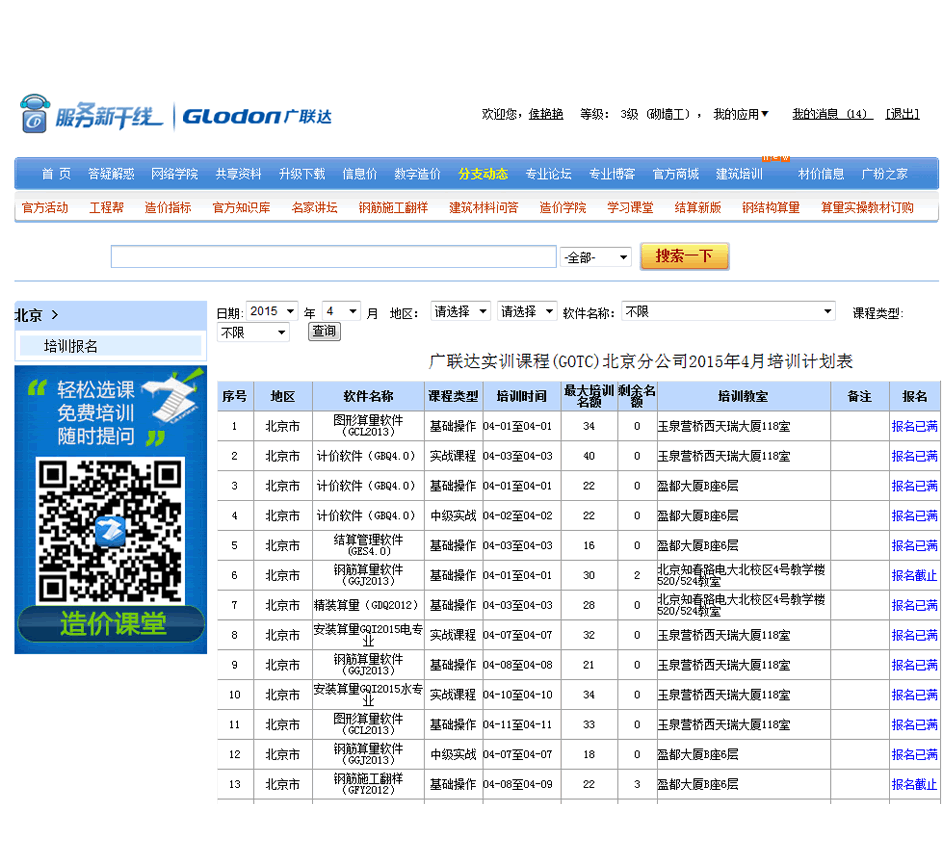 服务新干线 Glodon广联达 欢迎您，侯艳艳 等级： 3级（砌墙工）， 我的应用▼ 我的消息（14） [退出]
new
首 页 答疑解惑 网络学院 共享资料 升级下载 信息价 数字造价 分支动态 专业论坛 专业博客 官方商城 建筑培训 材价信息 广粉之家
官方活动 工程帮 造价指标 官方知识库 名家讲坛 钢筋施工翻样 建筑材料问答 造价学院 学习课堂 结算新版 钢结构算量 算量实操教材订购
-全部- 搜索一下
北京 >
培训报名
轻松选课
免费培训
随时提问
造价课堂
日期: 2015 年 4 月 地区： 请选择 请选择 软件名称: 不限 课程类型:
不限 查询
广联达实训课程(GOTC)北京分公司2015年4月培训计划表
序号 地区 软件名称 课程类型 培训时间 最大培训名额 剩余名额 培训教室 备注 报名
1 北京市 图形算量软件（GCL2013） 基础操作 04-01至04-01 34 0 玉泉营桥西天瑞大厦118室 报名已满
2 北京市 计价软件（GBQ4.0） 实战课程 04-03至04-03 40 0 玉泉营桥西天瑞大厦118室 报名已满
3 北京市 计价软件（GBQ4.0） 基础操作 04-01至04-01 22 0 盈都大厦B座6层 报名已满
4 北京市 计价软件（GBQ4.0） 中级实战 04-02至04-02 22 0 盈都大厦B座6层 报名已满
5 北京市 结算管理软件（GES4.0） 基础操作 04-03至04-03 16 0 盈都大厦B座6层 报名已满
6 北京市 钢筋算量软件（GGJ2013） 基础操作 04-01至04-01 30 2 北京知春路电大北校区4号教学楼520/524教室 报名截止
7 北京市 精装算量（GDQ2012） 基础操作 04-03至04-03 28 0 北京知春路电大北校区4号教学楼520/524教室 报名已满
8 北京市 安装算量GQI2015电专业 实战课程 04-07至04-07 32 0 玉泉营桥西天瑞大厦118室 报名已满
9 北京市 钢筋算量软件（GGJ2013） 基础操作 04-08至04-08 21 0 玉泉营桥西天瑞大厦118室 报名已满
10 北京市 安装算量GQI2015水专业 实战课程 04-10至04-10 34 0 玉泉营桥西天瑞大厦118室 报名已满
11 北京市 图形算量软件（GCL2013） 基础操作 04-11至04-11 33 0 玉泉营桥西天瑞大厦118室 报名已满
12 北京市 钢筋算量软件（GGJ2013） 中级实战 04-07至04-07 18 0 盈都大厦B座6层 报名已满
13 北京市 钢筋施工翻样（GFY2012） 基础操作 04-08至04-09 22 3 盈都大厦B座6层 报名截止